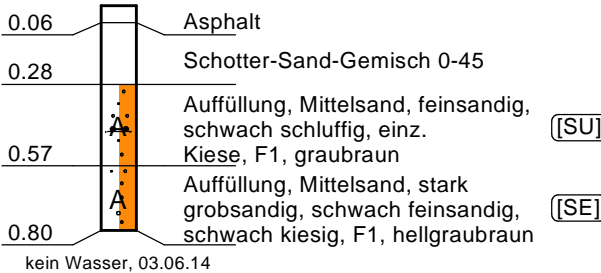 0.06 Asphalt
0.28 Schotter-Sand-Gemisch 0-45
Auffüllung, Mittelsand, feinsandig,
A schwach schluffig, einz. [SU]
0.57 Kiese, F1, graubraun
Auffüllung, Mittelsand, stark
A grobsandig, schwach feinsandig, [SE]
0.80 schwach kiesig, F1, hellgraubraun
kein Wasser, 03.06.14